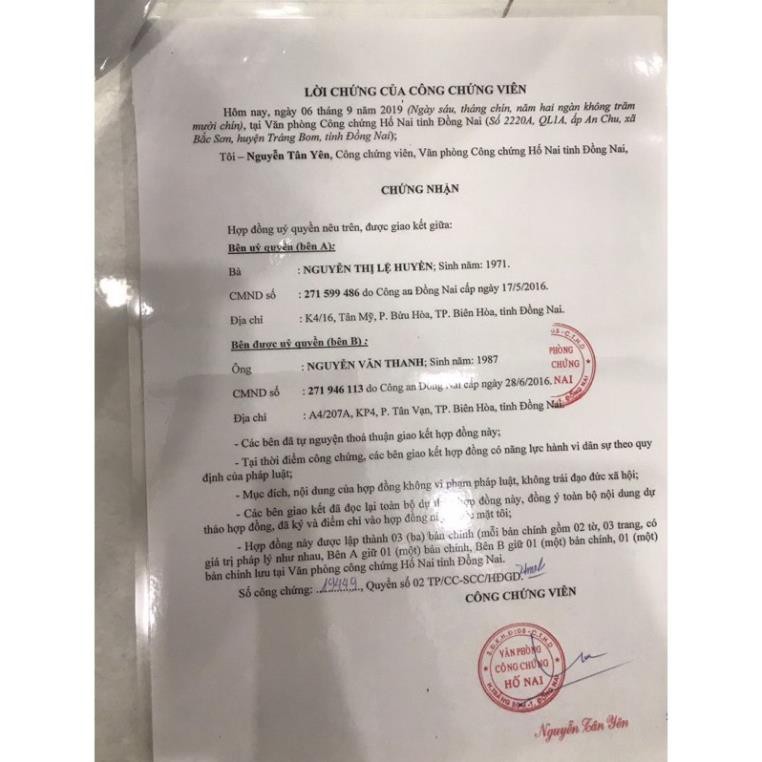 LỜI CHỨNG CỦA CÔNG CHỨNG VIÊN
Hôm nay, ngày 06 tháng 9 năm 2019 (Ngày sáu, tháng chín, năm hai ngàn không trăm
mười chín), tại Văn phòng Công chứng Hố Nai tỉnh Đồng Nai (Số 2220A, QL1A, ấp An Chu, xã
Bắc Sơn, huyện Trảng Bom, tỉnh Đồng Nai);
Tôi – Nguyễn Tân Yên, Công chứng viên, Văn phòng Công chứng Hố Nai tỉnh Đồng Nai,
CHỨNG NHẬN
Hợp đồng uỷ quyền nêu trên, được giao kết giữa:
Bên uỷ quyền (bên A):
Bà : NGUYỄN THỊ LỆ HUYỀN; Sinh năm: 1971.
CMND số : 271 599 486 do Công an Đồng Nai cấp ngày 17/5/2016.
Địa chỉ : K4/16, Tân Mỹ, P. Bửu Hòa, TP. Biên Hòa, tỉnh Đồng Nai.
Bên được uỷ quyền (bên B) :
Ông : NGUYỄN VĂN THANH; Sinh năm: 1987
CMND số : 271 946 113 do Công an Đồng Nai cấp ngày 28/6/2016.
Địa chỉ : A4/207A, KP4, P. Tân Vạn, TP. Biên Hòa, tỉnh Đồng Nai.
PHÒNG
CHỨNG
NAI
- Các bên đã tự nguyện thoả thuận giao kết hợp đồng này;
- Tại thời điểm công chứng, các bên giao kết hợp đồng có năng lực hành vi dân sự theo quy
định của pháp luật;
- Mục đích, nội dung của hợp đồng không vi phạm pháp luật, không trái đạo đức xã hội;
- Các bên giao kết đã đọc lại toàn bộ dự hợp đồng này, đồng ý toàn bộ nội dung dự
thảo hợp đồng, đã ký và điểm chỉ vào hợp đồng mặt tôi;
- Hợp đồng này được lập thành 03 (ba) bản chính (mỗi bản chính gồm 02 tờ, 03 trang, có
giá trị pháp lý như nhau, Bên A giữ 01 (một) bản chính, Bên B giữ 01 (một) bản chính, 01 (một)
bản chính lưu tại Văn phòng công chứng Hố Nai tỉnh Đồng Nai.
Số công chứng: 19449, Quyển số 02 TP/CC-SCC/HĐGD.
CÔNG CHỨNG VIÊN
VĂN PHÒNG
CÔNG CHỨNG
HỐ NAI
Nguyễn Tân Yên